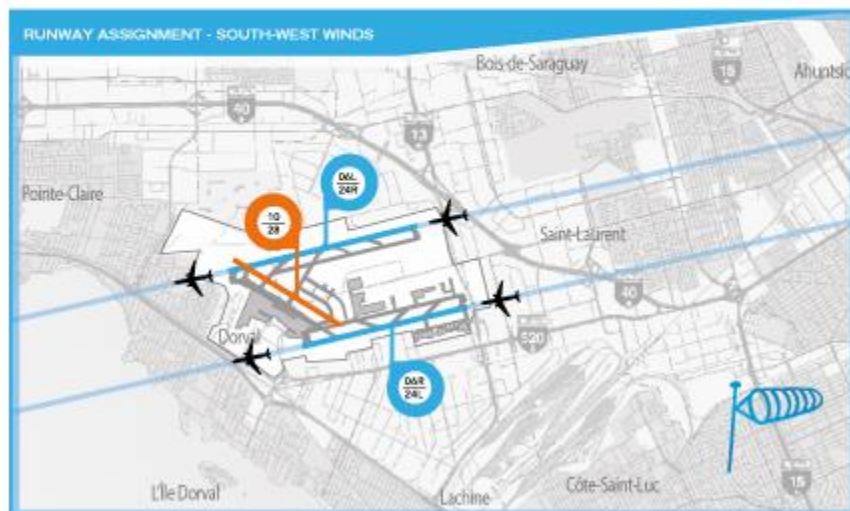 RUNWAY ASSIGNMENT - SOUTH-WEST WINDS
Bois-de-Saraguay
15
Ahuntsic
40
13
Pointe-Claire
06L
24R
10
28
Saint-Laurent
40
Dorval
520
06R
24L
L'Île Dorval
Lachine
Côte-Saint-Luc
15